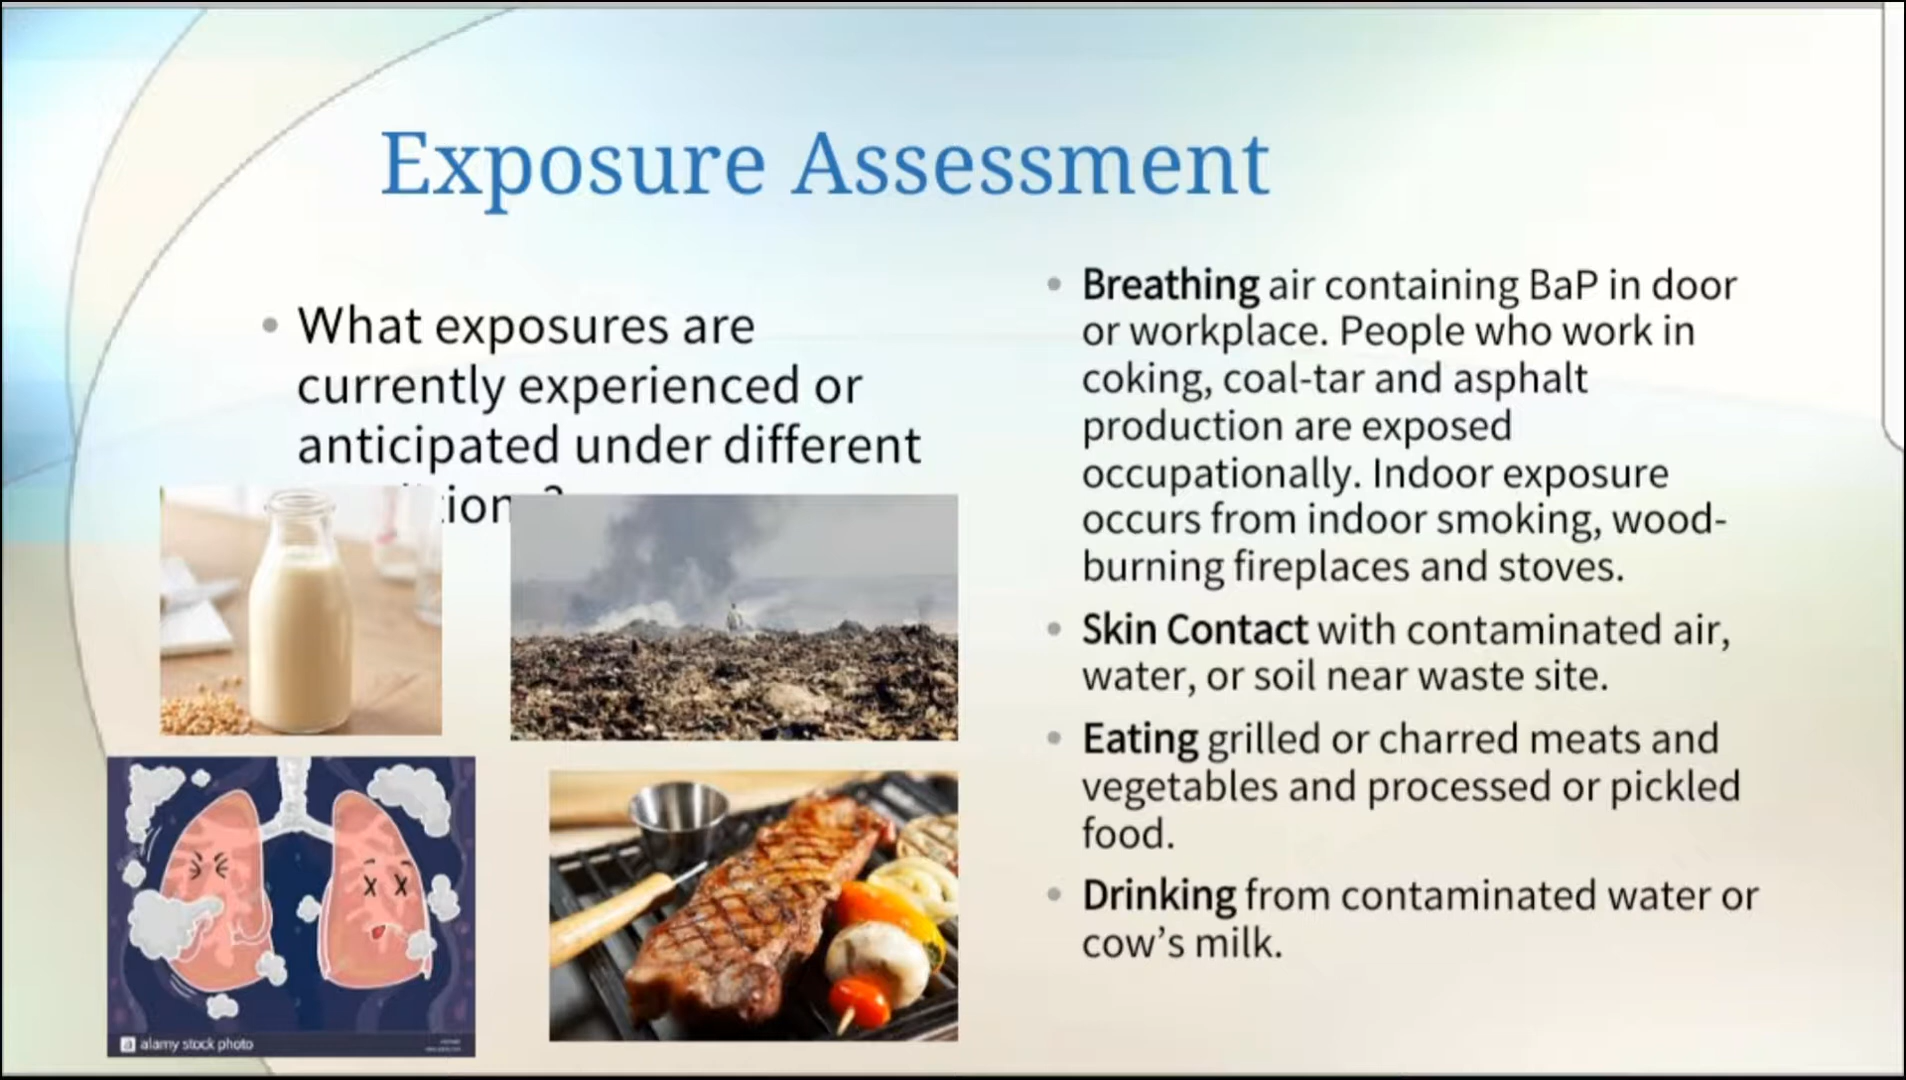 Exposure Assessment
• What exposures are
currently experienced or
anticipated under different
• Breathing air containing BaP in door
or workplace. People who work in
coking, coal-tar and asphalt
production are exposed
occupationally. Indoor exposure
occurs from indoor smoking, wood-
burning fireplaces and stoves.
• Skin Contact with contaminated air,
water, or soil near waste site.
• Eating grilled or charred meats and
vegetables and processed or pickled
food.
• Drinking from contaminated water or
cow’s milk.
a alamy stock photo